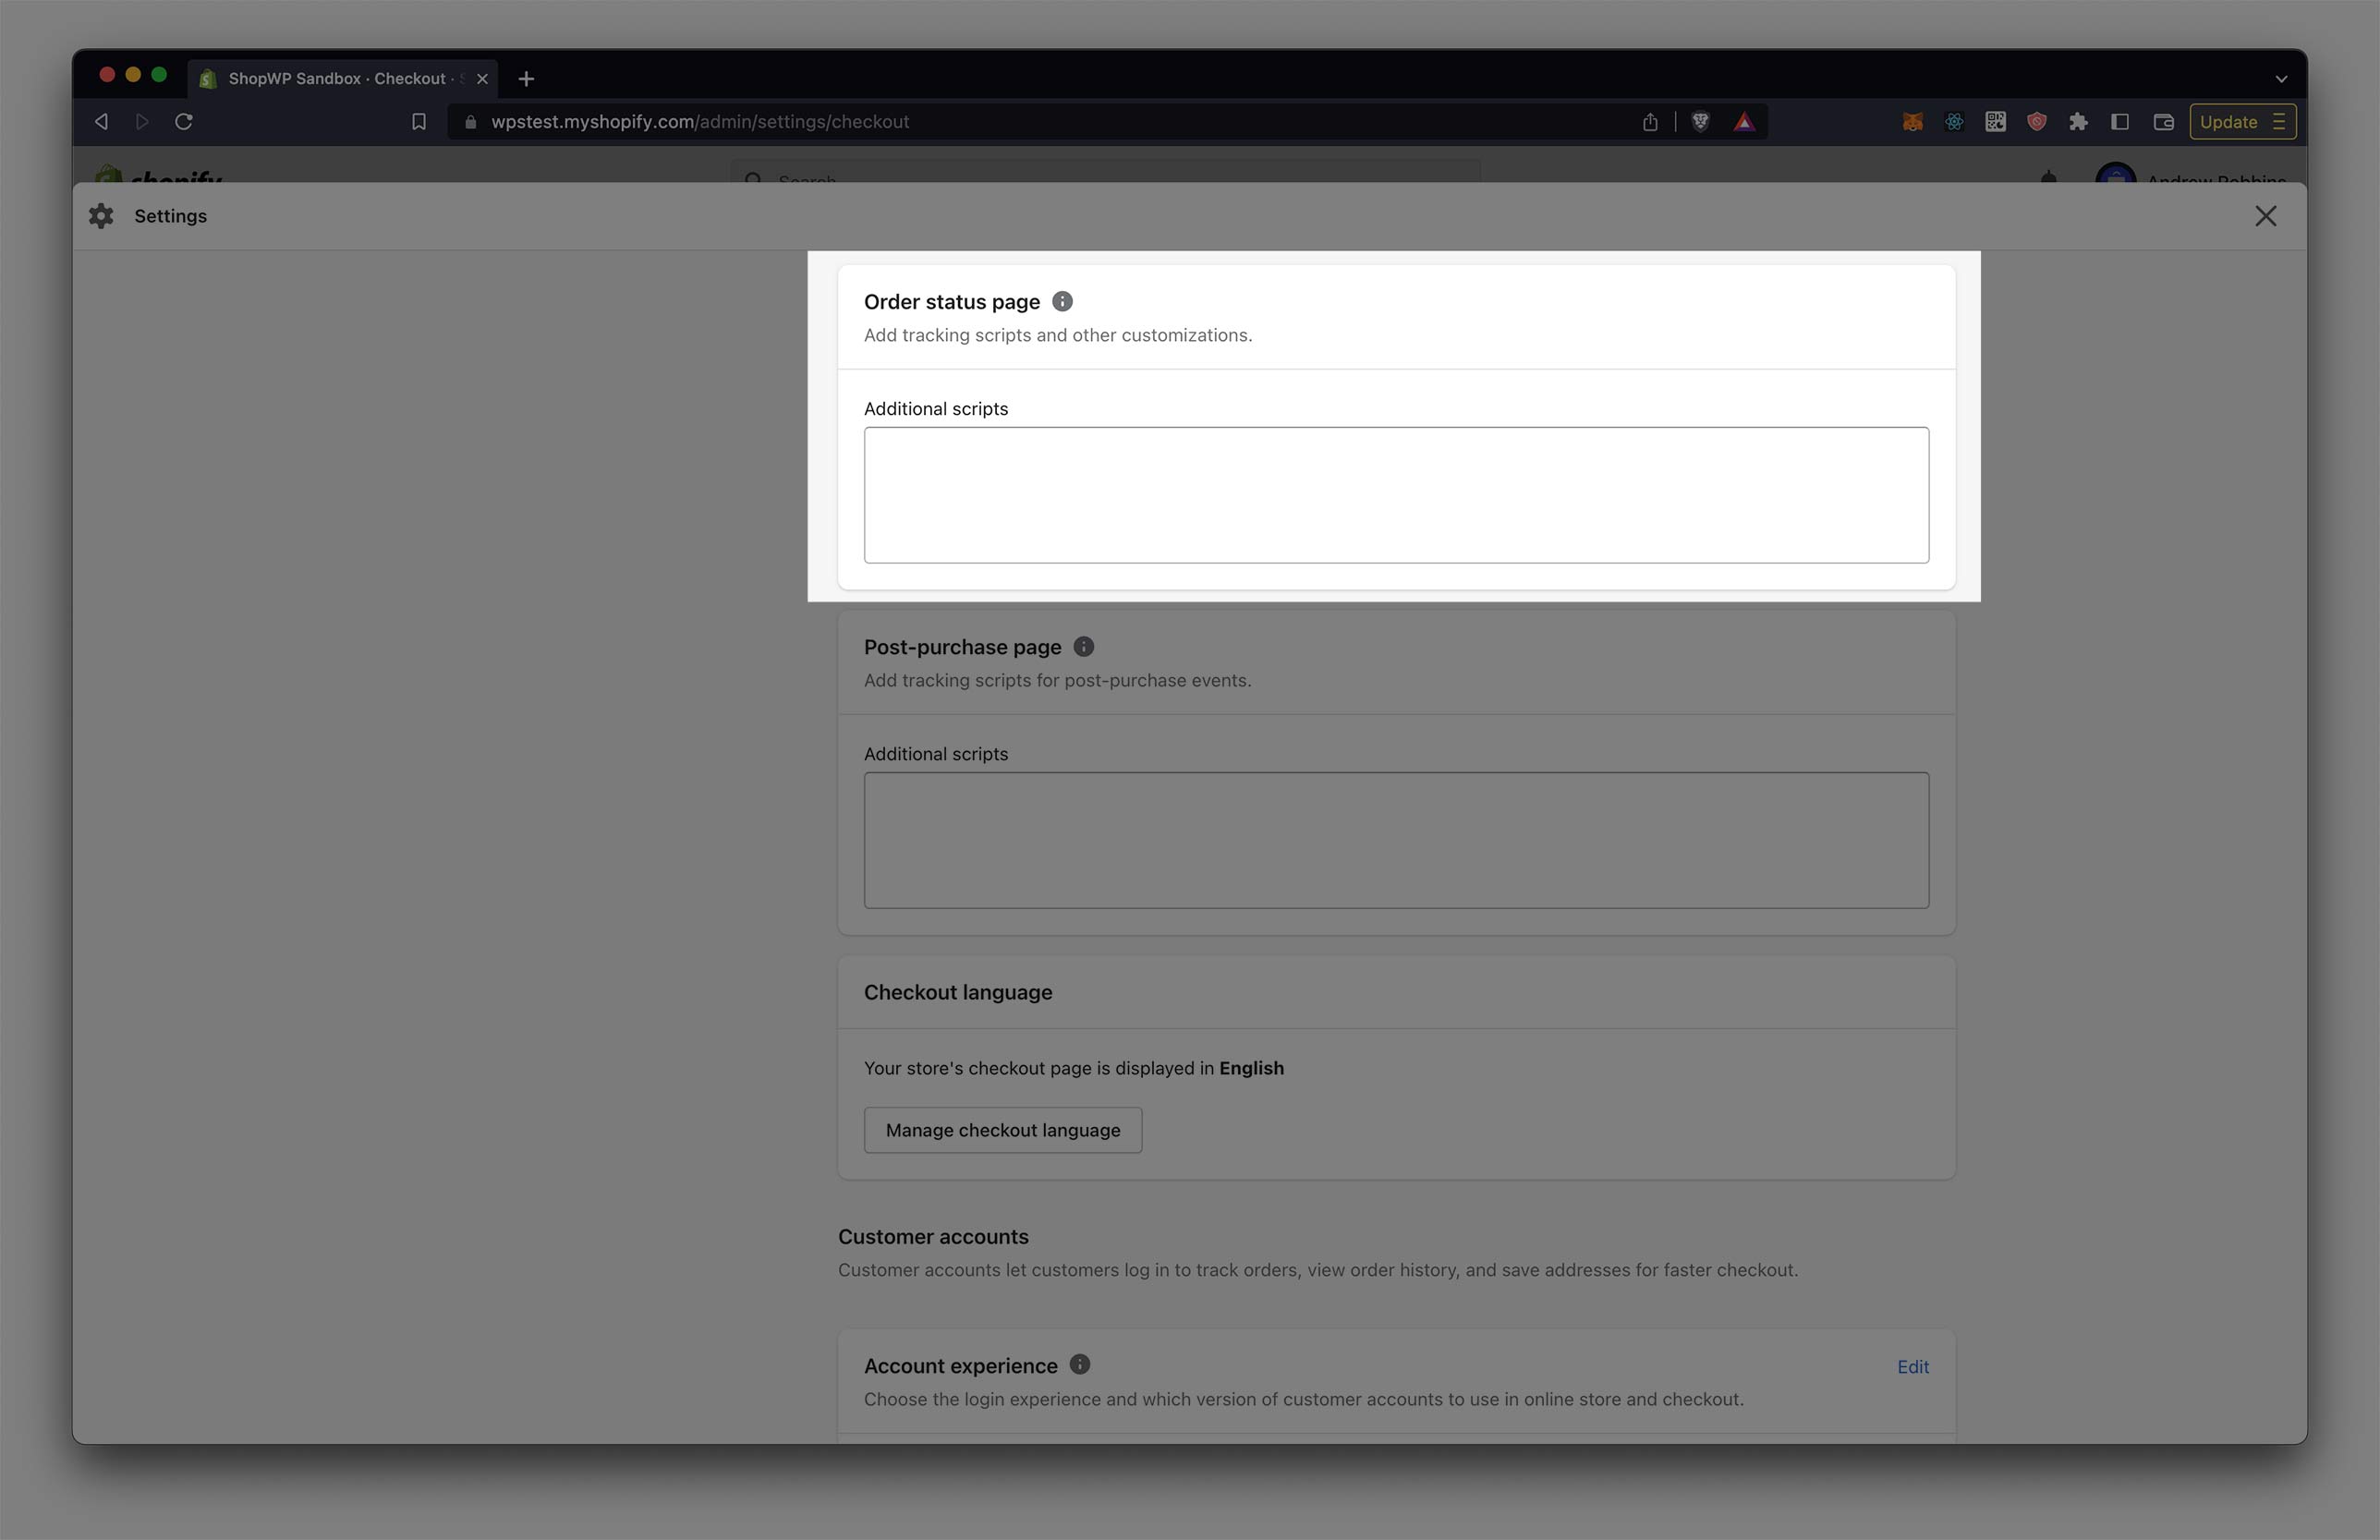 ShopWP Sandbox · Checkout ·
wpstest.myshopify.com/admin/settings/checkout
Update
shopify
Search
Andrew Robbins
Settings
Order status page
Add tracking scripts and other customizations.
Additional scripts
Post-purchase page
Add tracking scripts for post-purchase events.
Additional scripts
Checkout language
Your store's checkout page is displayed in English
Manage checkout language
Customer accounts
Customer accounts let customers log in to track orders, view order history, and save addresses for faster checkout.
Account experience
Edit
Choose the login experience and which version of customer accounts to use in online store and checkout.